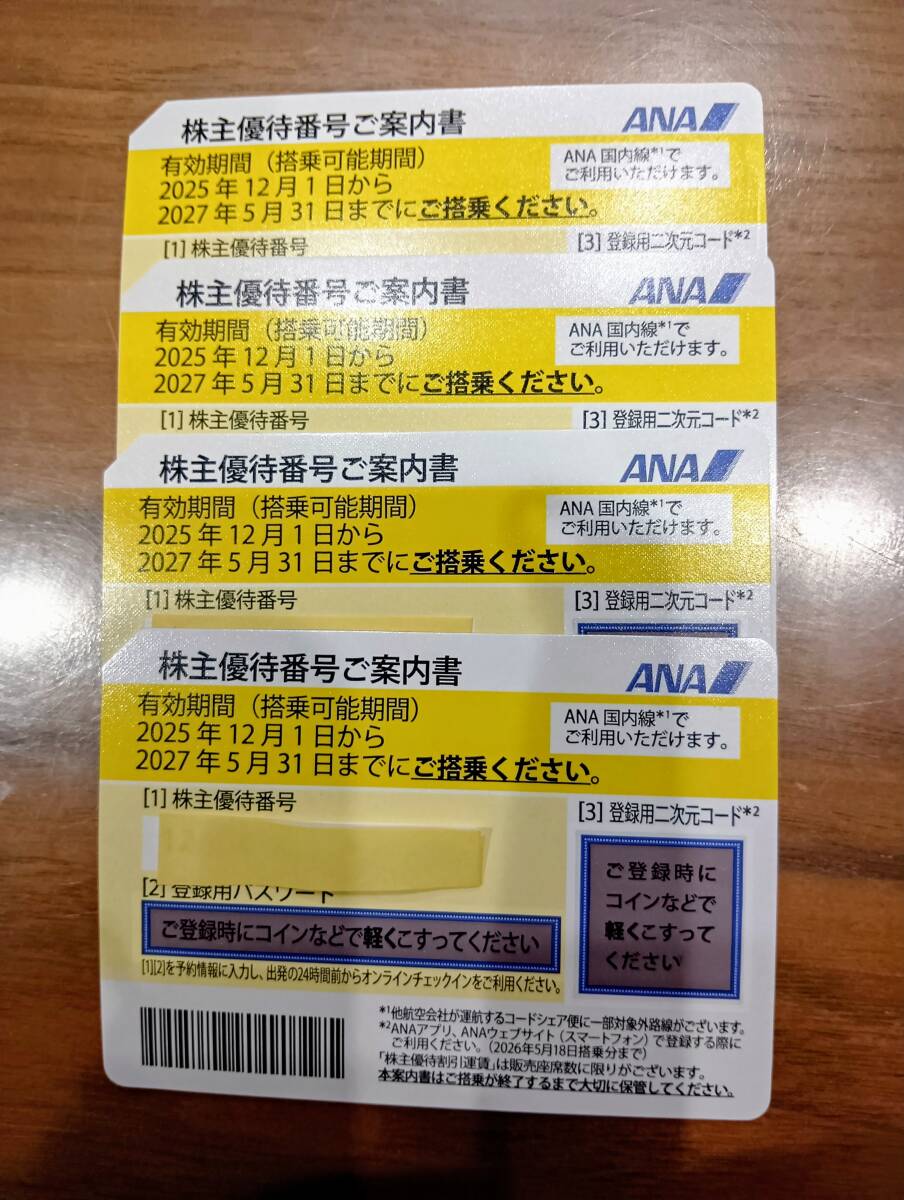 株主優待番号ご案内書
ANA
有効期間（搭乗可能期間）
2025年12月1日から
2027年5月31日までにご搭乗ください。
ANA国内線*1で
ご利用いただけます。
[1] 株主優待番号
[3] 登録用二次元コード*2
株主優待番号ご案内書
ANA
有効期間（搭乗可能期間）
2025年12月1日から
2027年5月31日までにご搭乗ください。
ANA国内線*1で
ご利用いただけます。
[1] 株主優待番号
[3] 登録用二次元コード*2
株主優待番号ご案内書
ANA
有効期間（搭乗可能期間）
2025年12月1日から
2027年5月31日までにご搭乗ください。
ANA国内線*1で
ご利用いただけます。
[1] 株主優待番号
[3] 登録用二次元コード*2
株主優待番号ご案内書
ANA
有効期間（搭乗可能期間）
2025年12月1日から
2027年5月31日までにご搭乗ください。
ANA国内線*1で
ご利用いただけます。
[1] 株主優待番号
[3] 登録用二次元コード*2
[2] 登録用パスワード
ご登録時にコインなどで軽くこすってください
ご登録時に
コインなどで
軽くこすって
ください
[1][2]を予約情報に入力し、出発の24時間前からオンラインチェックインをご利用ください。
*1他航空会社が運航するコードシェア便に一部対象外路線がございます。
*2ANAアプリ、ANAウェブサイト（スマートフォン）で登録する際に
ご利用ください。（2026年5月18日搭乗分まで）
「株主優待割引運賃」は販売座席数に限りがございます。
本案内書はご搭乗が終了するまで大切に保管してください。